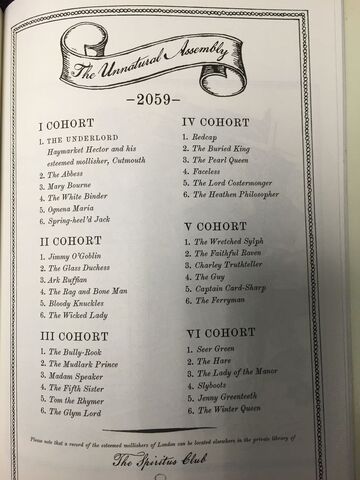 The Unnatural Assembly
–2059–
I COHORT
1. THE UNDERLORD
Haymarket Hector and his
esteemed mollisher, Cutmouth
2. The Abbess
3. Mary Bourne
4. The White Binder
5. Ognena Maria
6. Spring-heel'd Jack
II COHORT
1. Jimmy O'Goblin
2. The Glass Duchess
3. Ark Ruffian
4. The Rag and Bone Man
5. Bloody Knuckles
6. The Wicked Lady
III COHORT
1. The Bully-Rook
2. The Mudlark Prince
3. Madam Speaker
4. The Fifth Sister
5. Tom the Rhymer
6. The Glym Lord
IV COHORT
1. Redcap
2. The Buried King
3. The Pearl Queen
4. Faceless
5. The Lord Costermonger
6. The Heathen Philosopher
V COHORT
1. The Wretched Sylph
2. The Faithful Raven
3. Charley Truthteller
4. The Guy
5. Captain Card-Sharp
6. The Ferryman
VI COHORT
1. Seer Green
2. The Hare
3. The Lady of the Manor
4. Slyboots
5. Jenny Greenteeth
6. The Winter Queen
Please note that a record of the esteemed mollishers of London can be located elsewhere in the private library of
The Spiritus Club